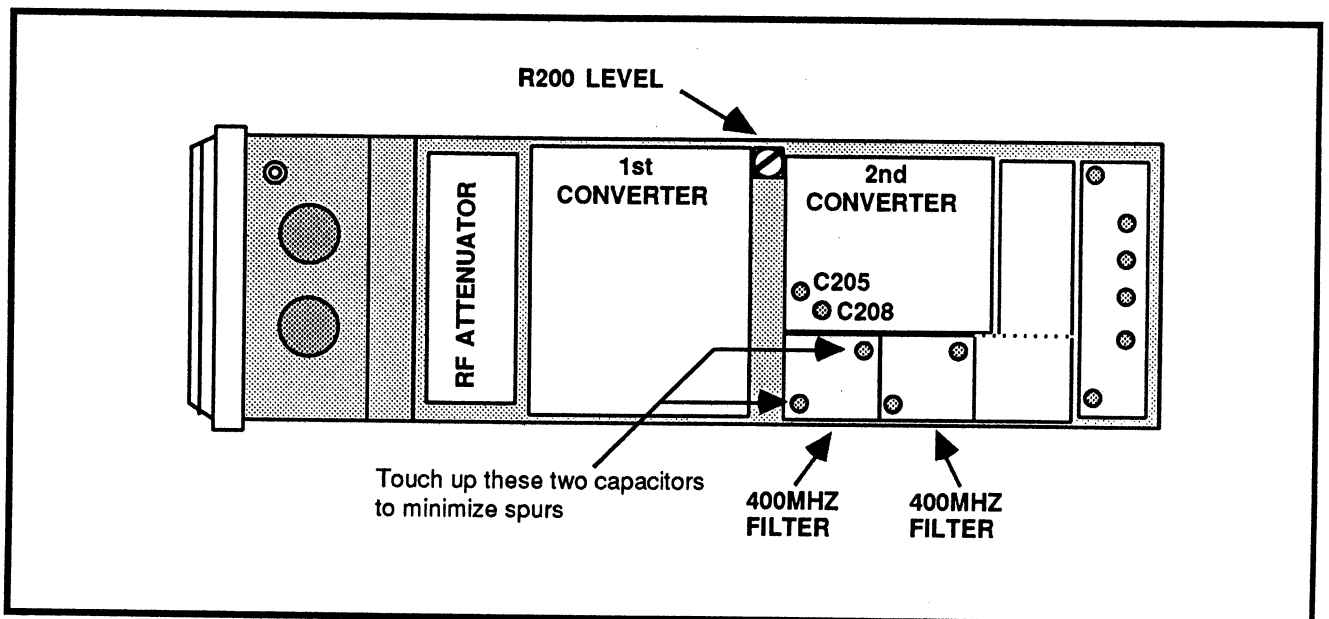 R200 LEVEL
RF ATTENUATOR
1st
CONVERTER
2nd
CONVERTER
C205
C208
Touch up these two capacitors
to minimize spurs
400MHZ
FILTER
400MHZ
FILTER